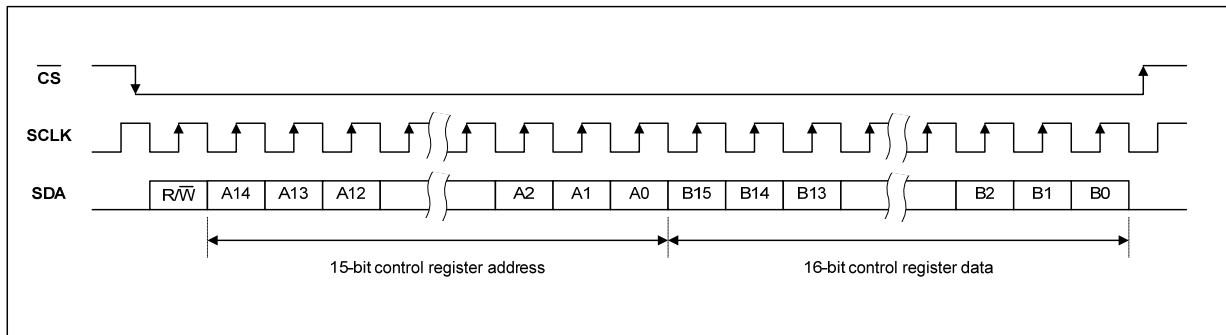 CS
SCLK
SDA R/W A14 A13 A12 A2 A1 A0 B15 B14 B13 B2 B1 B0
15-bit control register address 16-bit control register data